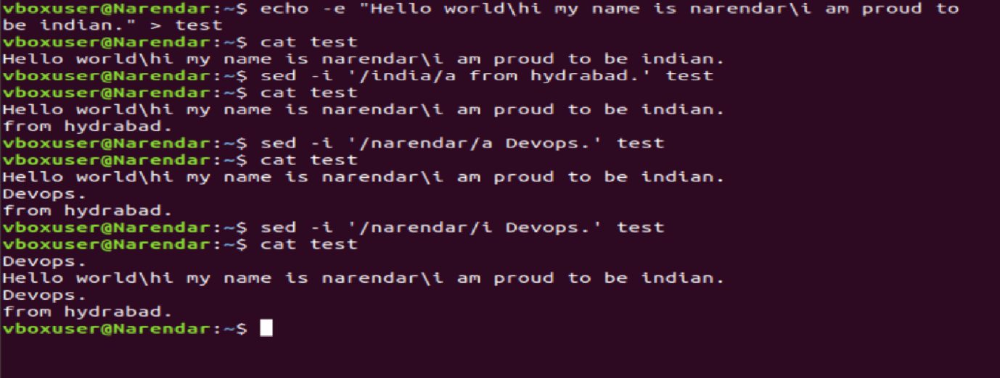 vboxuser@Narendar:~$ echo -e "Hello world\hi my name is narendar\i am proud to
be indian." > test
vboxuser@Narendar:~$ cat test
Hello world\hi my name is narendar\i am proud to be indian.
vboxuser@Narendar:~$ sed -i '/india/a from hydrabad.' test
vboxuser@Narendar:~$ cat test
Hello world\hi my name is narendar\i am proud to be indian.
from hydrabad.
vboxuser@Narendar:~$ sed -i '/narendar/a Devops.' test
vboxuser@Narendar:~$ cat test
Hello world\hi my name is narendar\i am proud to be indian.
Devops.
from hydrabad.
vboxuser@Narendar:~$ sed -i '/narendar/i Devops.' test
vboxuser@Narendar:~$ cat test
Devops.
Hello world\hi my name is narendar\i am proud to be indian.
Devops.
from hydrabad.
vboxuser@Narendar:~$